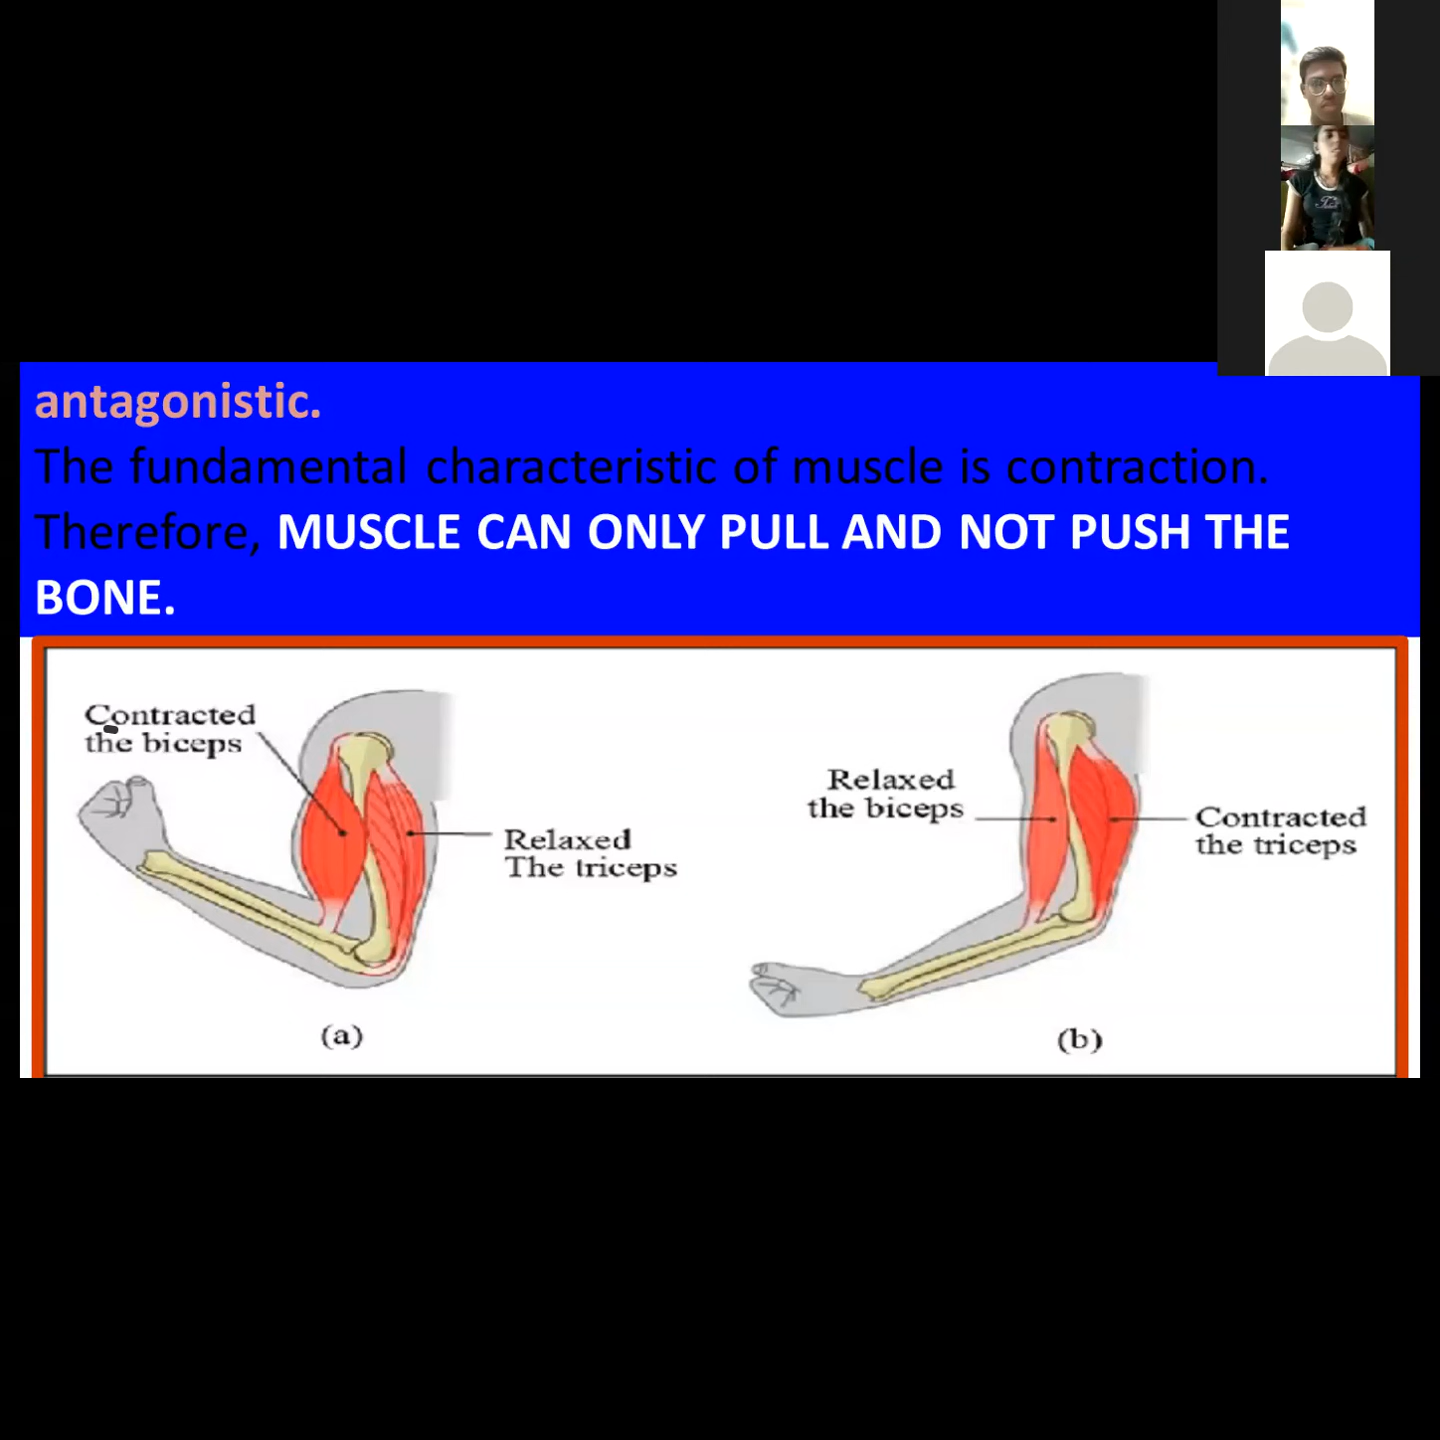 antagonistic.
The fundamental characteristic of muscle is contraction.
Therefore, MUSCLE CAN ONLY PULL AND NOT PUSH THE
BONE.
Contracted
the biceps
Relaxed
The triceps
(a)
Relaxed
the biceps
Contracted
the triceps
(b)